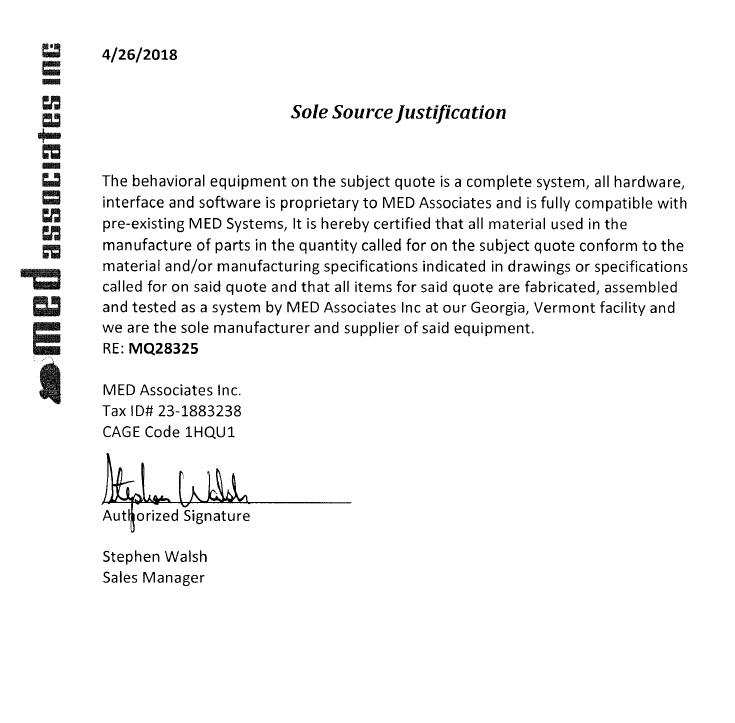 med associates inc
4/26/2018
Sole Source Justification
The behavioral equipment on the subject quote is a complete system, all hardware,
interface and software is proprietary to MED Associates and is fully compatible with
pre-existing MED Systems, It is hereby certified that all material used in the
manufacture of parts in the quantity called for on the subject quote conform to the
material and/or manufacturing specifications indicated in drawings or specifications
called for on said quote and that all items for said quote are fabricated, assembled
and tested as a system by MED Associates Inc at our Georgia, Vermont facility and
we are the sole manufacturer and supplier of said equipment.
RE: MQ28325
MED Associates Inc.
Tax ID# 23-1883238
CAGE Code 1HQU1
Stephen Walsh
Authorized Signature
Stephen Walsh
Sales Manager